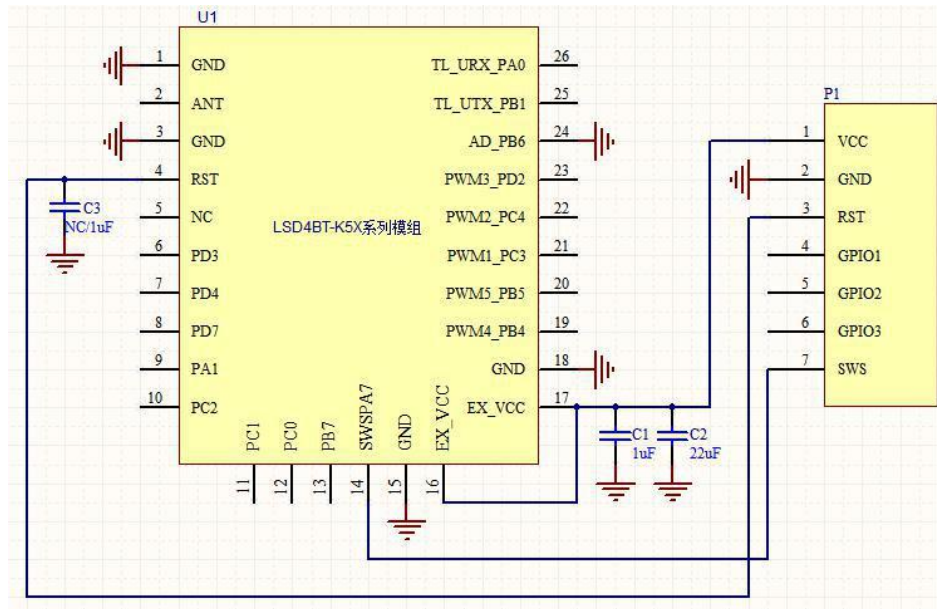 U1
1 GND
2 ANT
3 GND
4 RST
5 NC
6 PD3
7 PD4
8 PD7
9 PA1
10 PC2
C3
NC/1uF
LSD4BT-K5X系列模组
TL_URX_PA0 26
TL_UTX_PB1 25
AD_PB6 24
PWM3_PD2 23
PWM2_PC4 22
PWM1_PC3 21
PWM5_PB5 20
PWM4_PB4 19
GND 18
EX_VCC 17
PC1 11
PC0 12
PB7 13
SWSPA7 14
GND 15
EX_VCC 16
C1
1uF
C2
22uF
P1
1 VCC
2 GND
3 RST
4 GPIO1
5 GPIO2
6 GPIO3
7 SWS